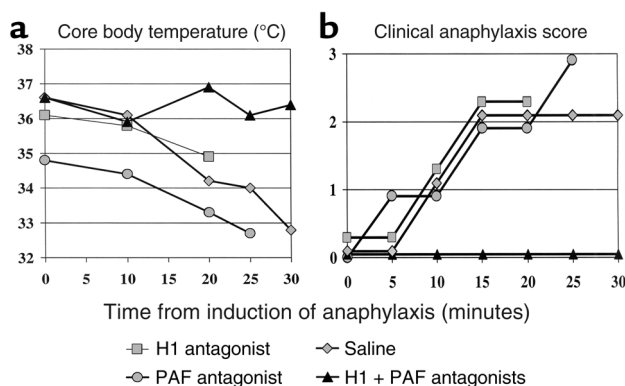 a Core body temperature (°C)
38
37
36
35
34
33
32
0 5 10 15 20 25 30
b Clinical anaphylaxis score
3
2
1
0
0 5 10 15 20 25 30
Time from induction of anaphylaxis (minutes)
H1 antagonist Saline
PAF antagonist H1 + PAF antagonists